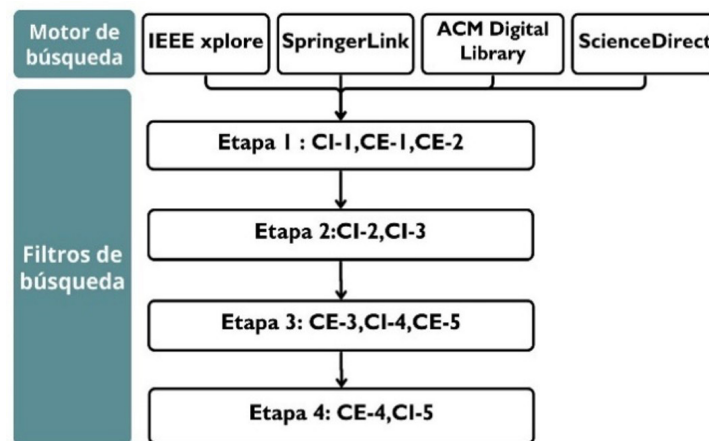 Motor de
búsqueda
IEEE xplore
SpringerLink
ACM Digital
Library
ScienceDirect
Filtros de
búsqueda
Etapa 1 : CI-1,CE-1,CE-2
Etapa 2:CI-2,CI-3
Etapa 3: CE-3,CI-4,CE-5
Etapa 4: CE-4,CI-5